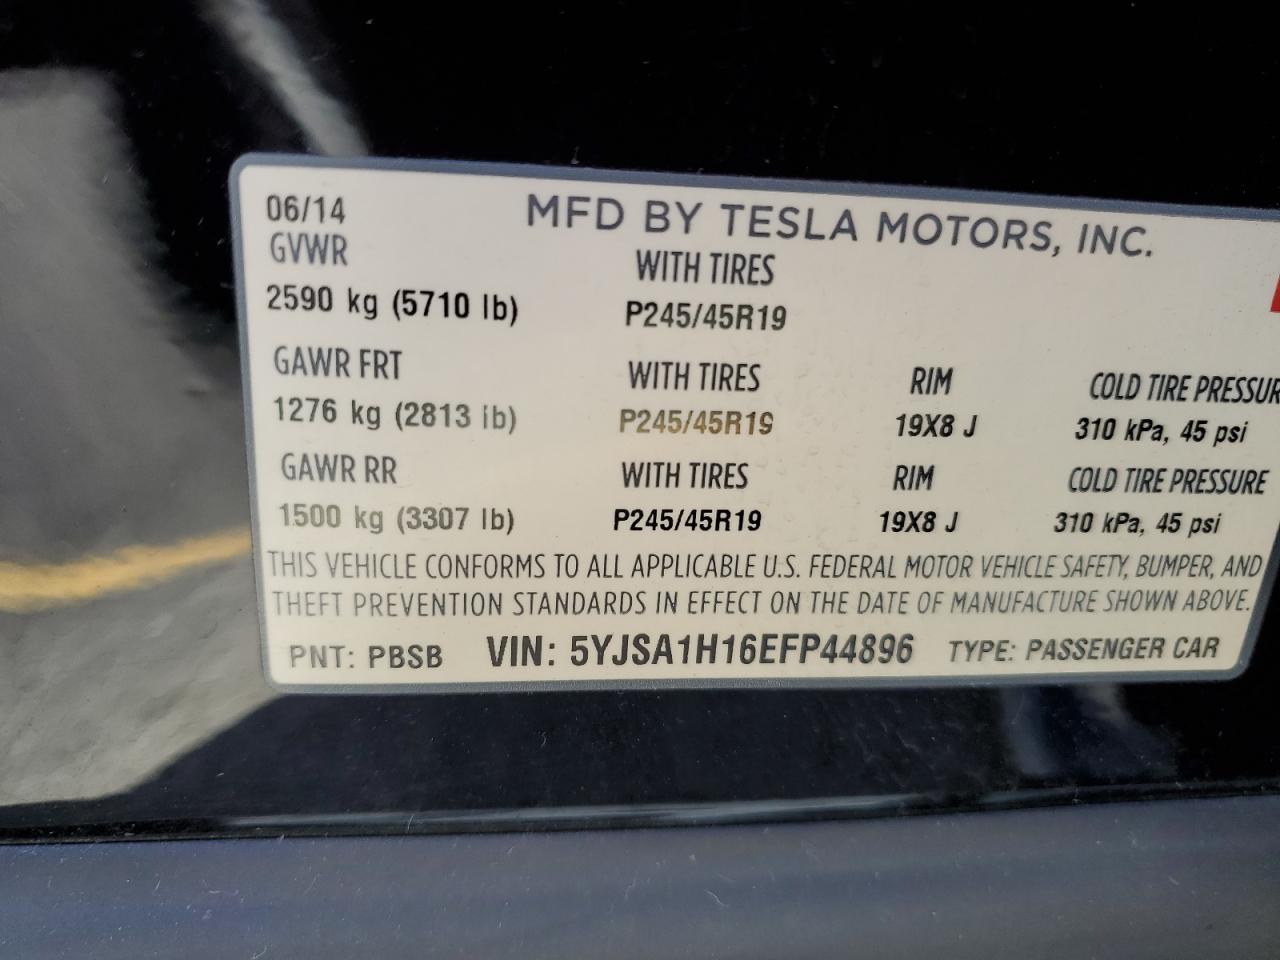 06/14 MFD BY TESLA MOTORS, INC.
GVWR WITH TIRES
2590 kg (5710 lb) P245/45R19
GAWR FRT WITH TIRES RIM COLD TIRE PRESSUR
1276 kg (2813 lb) P245/45R19 19X8 J 310 kPa, 45 psi
GAWR RR WITH TIRES RIM COLD TIRE PRESSURE
1500 kg (3307 lb) P245/45R19 19X8 J 310 kPa, 45 psi
THIS VEHICLE CONFORMS TO ALL APPLICABLE U.S. FEDERAL MOTOR VEHICLE SAFETY, BUMPER, AND
THEFT PREVENTION STANDARDS IN EFFECT ON THE DATE OF MANUFACTURE SHOWN ABOVE.
PNT: PBSB VIN: 5YJSA1H16EFP44896 TYPE: PASSENGER CAR